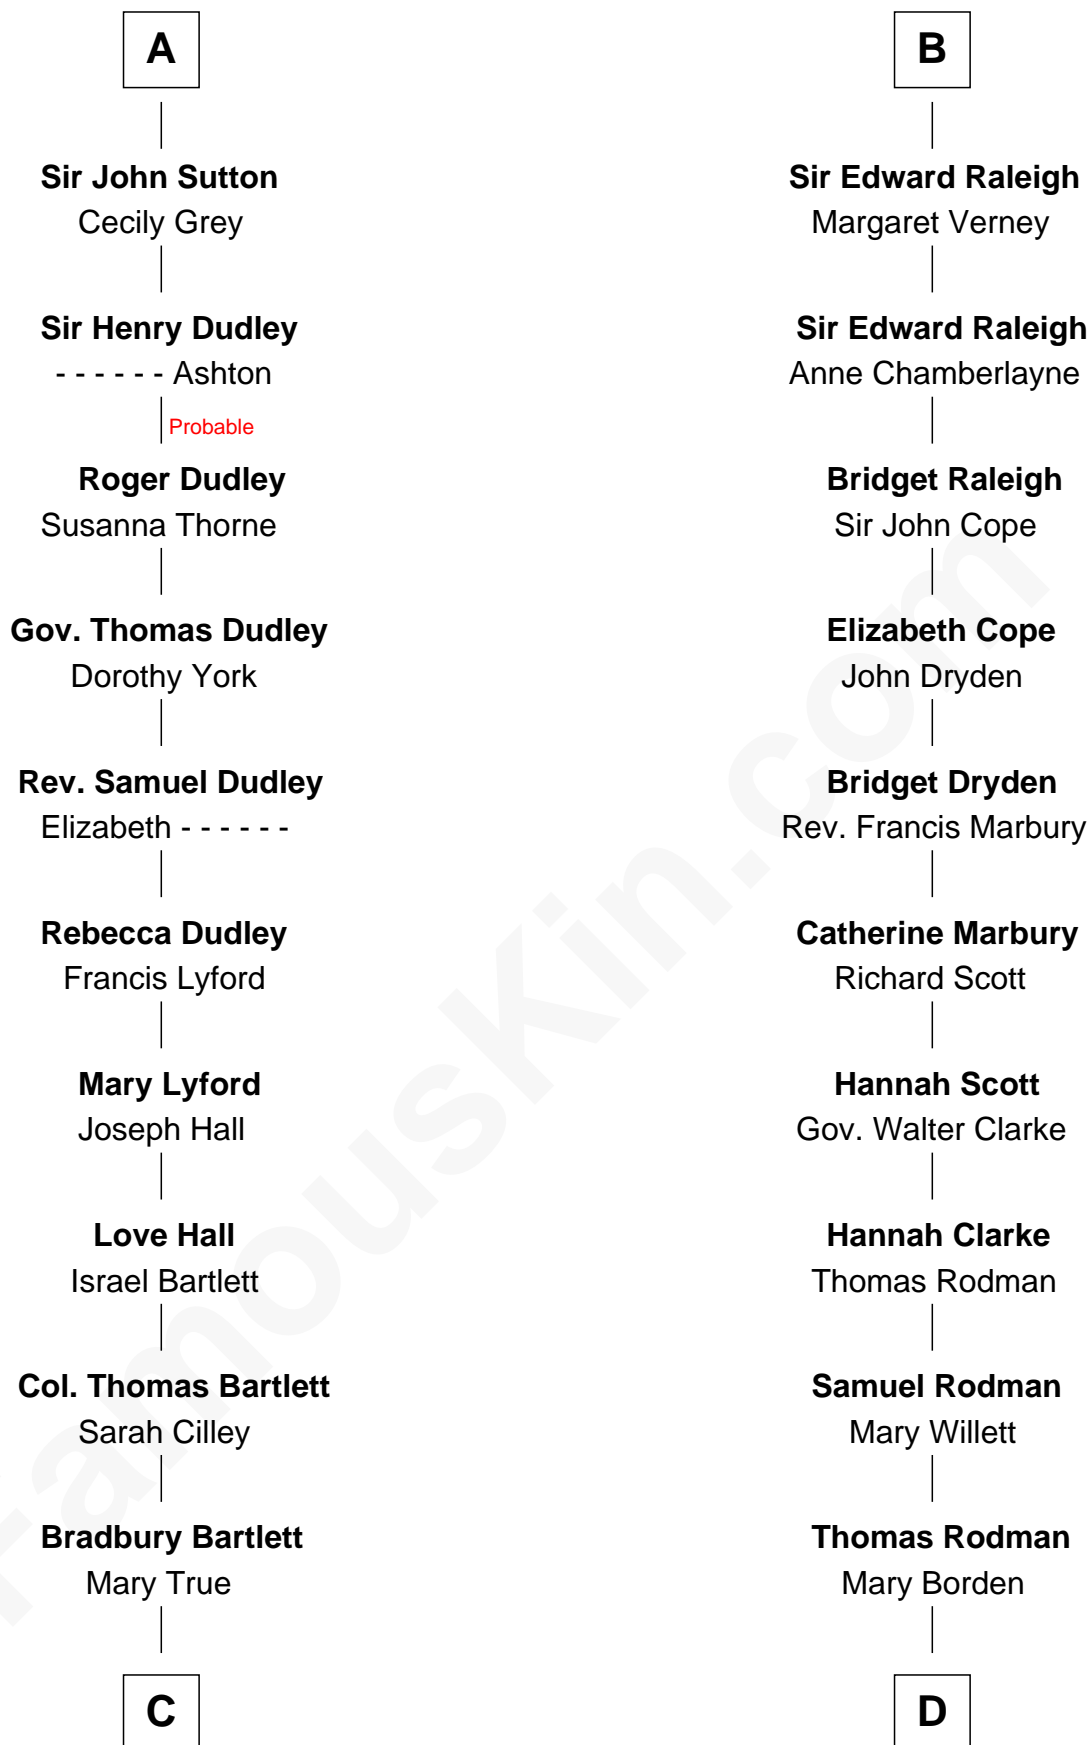 A
Sir John Sutton
Cecily Grey
Sir Henry Dudley
- - - - - - Ashton
Probable
Roger Dudley
Susanna Thorne
Gov. Thomas Dudley
Dorothy York
Rev. Samuel Dudley
Elizabeth - - - - - -
Rebecca Dudley
Francis Lyford
Mary Lyford
Joseph Hall
Love Hall
Israel Bartlett
Col. Thomas Bartlett
Sarah Cilley
Bradbury Bartlett
Mary True
C
B
Sir Edward Raleigh
Margaret Verney
Sir Edward Raleigh
Anne Chamberlayne
Bridget Raleigh
Sir John Cope
Elizabeth Cope
John Dryden
Bridget Dryden
Rev. Francis Marbury
Catherine Marbury
Richard Scott
Hannah Scott
Gov. Walter Clarke
Hannah Clarke
Thomas Rodman
Samuel Rodman
Mary Willett
Thomas Rodman
Mary Borden
D
FamousKin.com